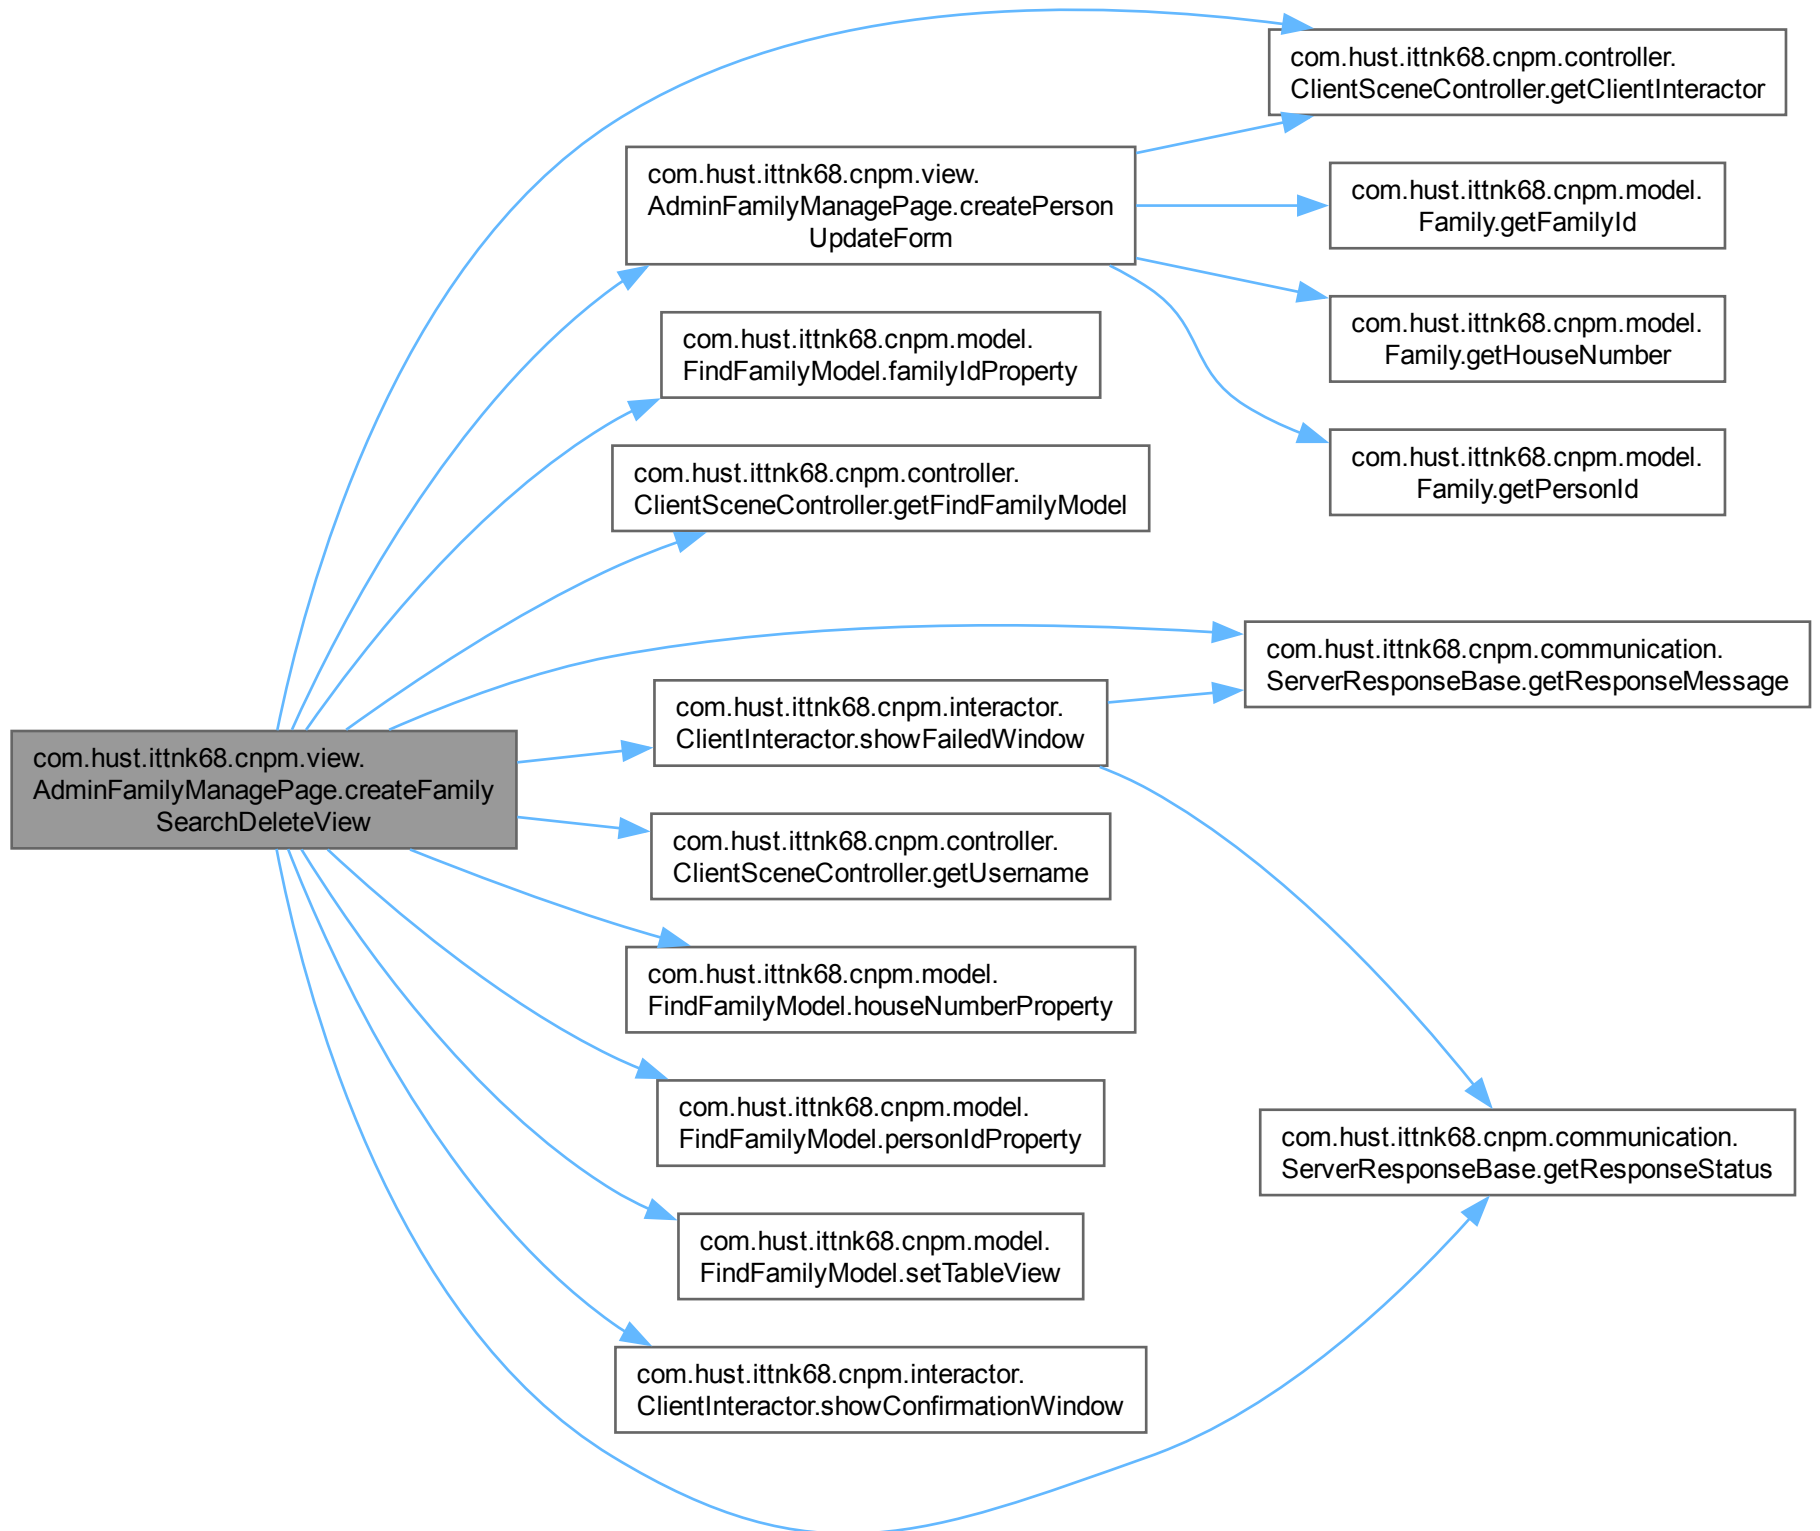 com.hust.ittnk68.cnpm.controller.
ClientSceneController.getClientInteractor
com.hust.ittnk68.cnpm.view.
AdminFamilyManagePage.createPerson
UpdateForm
com.hust.ittnk68.cnpm.model.
Family.getFamilyId
com.hust.ittnk68.cnpm.model.
Family.getHouseNumber
com.hust.ittnk68.cnpm.model.
FindFamilyModel.familyIdProperty
com.hust.ittnk68.cnpm.model.
Family.getPersonId
com.hust.ittnk68.cnpm.controller.
ClientSceneController.getFindFamilyModel
com.hust.ittnk68.cnpm.communication.
ServerResponseBase.getResponseMessage
com.hust.ittnk68.cnpm.interactor.
ClientInteractor.showFailedWindow
com.hust.ittnk68.cnpm.view.
AdminFamilyManagePage.createFamily
SearchDeleteView
com.hust.ittnk68.cnpm.controller.
ClientSceneController.getUsername
com.hust.ittnk68.cnpm.model.
FindFamilyModel.houseNumberProperty
com.hust.ittnk68.cnpm.model.
FindFamilyModel.personIdProperty
com.hust.ittnk68.cnpm.communication.
ServerResponseBase.getResponseStatus
com.hust.ittnk68.cnpm.model.
FindFamilyModel.setTableView
com.hust.ittnk68.cnpm.interactor.
ClientInteractor.showConfirmationWindow